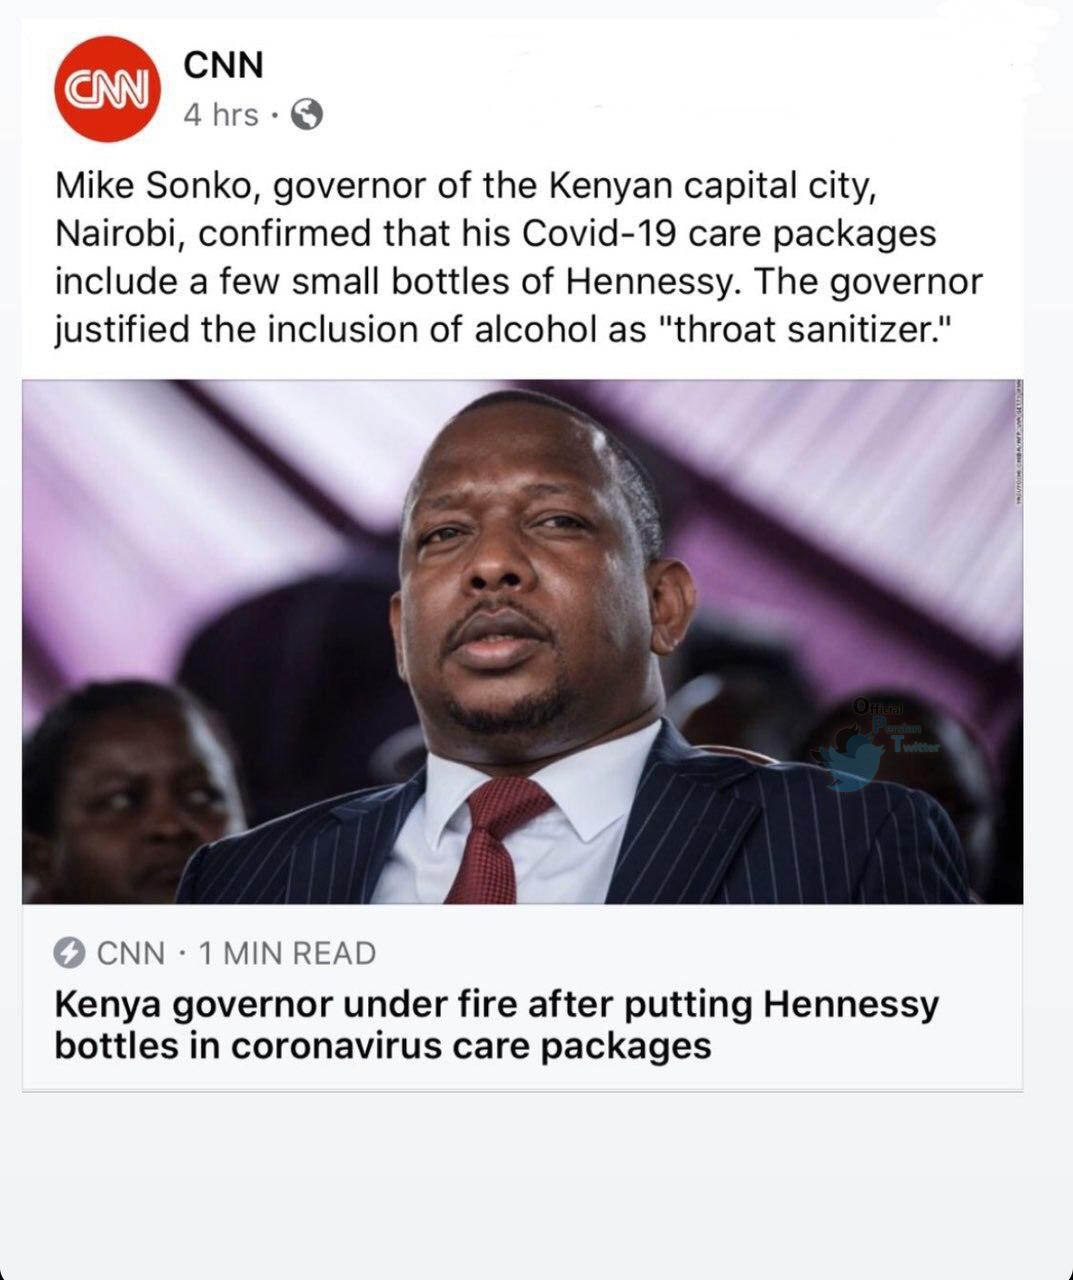 CNN
CNN
4 hrs ·
Mike Sonko, governor of the Kenyan capital city,
Nairobi, confirmed that his Covid-19 care packages
include a few small bottles of Hennessy. The governor
justified the inclusion of alcohol as "throat sanitizer."
Official
Persian
Twitter
CNN · 1 MIN READ
Kenya governor under fire after putting Hennessy
bottles in coronavirus care packages